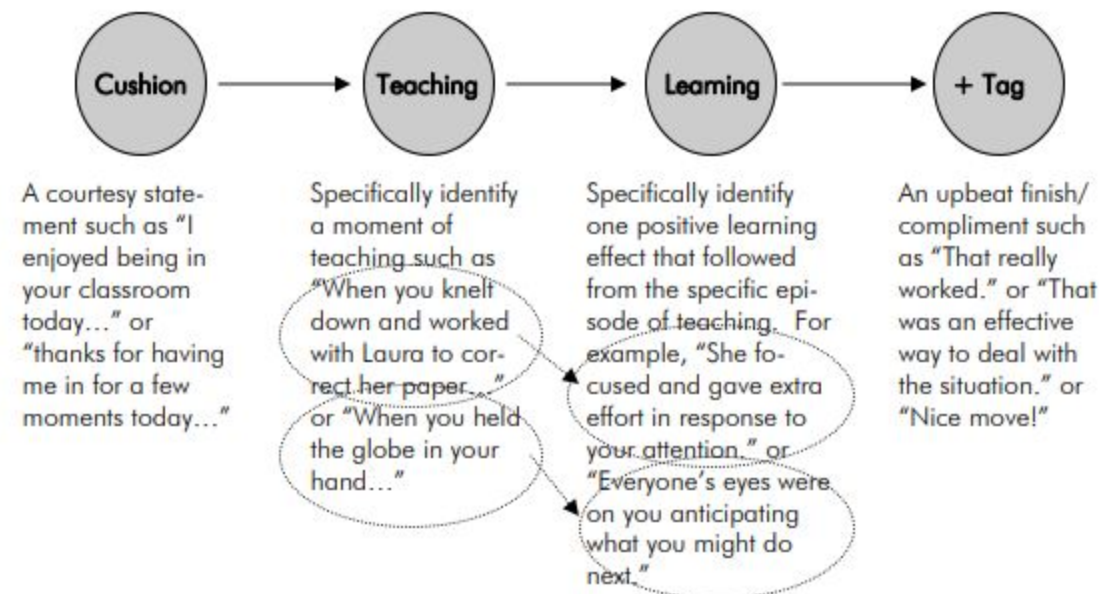 Cushion
Teaching
Learning
+ Tag
A courtesy state-
ment such as “I
enjoyed being in
your classroom
today…” or
“thanks for having
me in for a few
moments today…”
Specifically identify
a moment of
teaching such as
“When you knelt
down and worked
with Laura to cor-
rect her paper…”
or “When you held
the globe in your
hand…”
Specifically identify
one positive learning
effect that followed
from the specific epi-
sode of teaching.  For
example, “She fo-
cused and gave extra
effort in response to
your attention.” or
“Everyone’s eyes were
on you anticipating
what you might do
next.”
An upbeat finish/
compliment such
as “That really
worked.” or “That
was an effective
way to deal with
the situation.” or
“Nice move!”